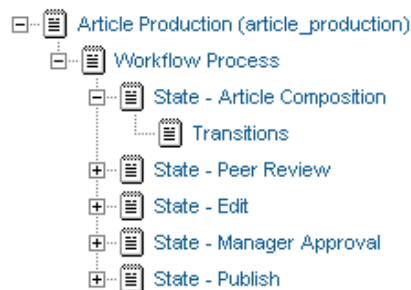 Article Production (article_production)
Workflow Process
State - Article Composition
Transitions
State - Peer Review
State - Edit
State - Manager Approval
State - Publish